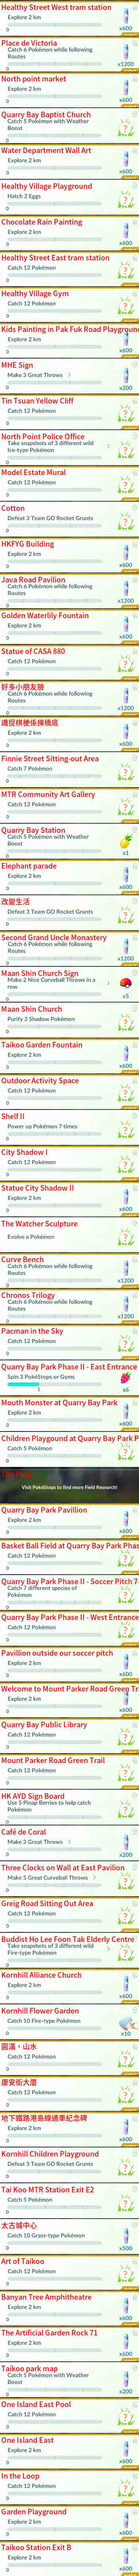 Healthy Street West tram station
Explore 2 km
0
x600
Place de Victoria
Catch 6 Pokémon while following
Routes
0
x1200
North point market
Explore 2 km
0
x600
Quarry Bay Baptist Church
Catch 5 Pokémon with Weather
Boost
0
Water Department Wall Art
Explore 2 km
0
x600
Healthy Village Playground
Hatch 2 Eggs
0
Chocolate Rain Painting
Explore 2 km
0
x600
Healthy Street East tram station
Catch 12 Pokémon
0
Healthy Village Gym
Catch 12 Pokémon
0
Kids Painting in Pak Fuk Road Playground
Explore 2 km
0
x600
MHE Sign
Make 3 Great Throws
0
x200
Tin Tsuan Yellow Cliff
Catch 12 Pokémon
0
North Point Police Office
Take snapshots of 3 different wild
Ice-type Pokémon
0
Model Estate Mural
Catch 12 Pokémon
0
Cotton
Defeat 3 Team GO Rocket Grunts
0
HKFYG Building
Explore 2 km
0
x600
Java Road Pavilion
Catch 6 Pokémon while following
Routes
0
x1200
Golden Waterlily Fountain
Explore 2 km
0
x600
Statue of CASA 880
Catch 12 Pokémon
0
好多小朋友臉
Catch 6 Pokémon while following
Routes
0
x1200
Explore 2 km
0
x600
Finnie Street Sitting-out Area
Catch 7 Pokémon
0
MTR Community Art Gallery
Catch 12 Pokémon
0
Quarry Bay Station
Catch 5 Pokémon with Weather
Boost
0
x1
Elephant parade
Explore 2 km
0
x600
改變生活
Defeat 3 Team GO Rocket Grunts
0
Second Grand Uncle Monastery
Catch 6 Pokémon while following
Routes
0
x1200
Maan Shin Church Sign
Make 2 Nice Curveball Throws in a
row
0
x5
Maan Shin Church
Purify 3 Shadow Pokémon
0
Taikoo Garden Fountain
Explore 2 km
0
x600
Outdoor Activity Space
Catch 12 Pokémon
0
Shelf II
Power up Pokémon 7 times
0
City Shadow I
Catch 12 Pokémon
0
Statue City Shadow II
Explore 2 km
0
x600
The Watcher Sculpture
Evolve a Pokémon
0
Curve Bench
Catch 6 Pokémon while following
Routes
0
x1200
Chronos Trilogy
Catch 6 Pokémon while following
Routes
0
x1200
Pacman in the Sky
Catch 12 Pokémon
0
Quarry Bay Park Phase II - East Entrance
Spin 3 PokéStops or Gyms
1
x6
Mouth Monster at Quarry Bay Park
Explore 2 km
0
x600
Children Playground at Quarry Bay Park P
Catch 5 Pokémon
0
Visit PokéStops to find more Field Research!
Quarry Bay Park Pavillion
Explore 2 km
0
x600
Basket Ball Field at Quarry Bay Park Phas
Catch 12 Pokémon
0
Quarry Bay Park Phase II - Soccer Pitch 7-
Catch 7 different species of
Pokémon
0
Quarry Bay Park Phase II - West Entrance
Catch 12 Pokémon
0
Pavillion outside our soccer pitch
Explore 2 km
0
x600
Welcome to Mount Parker Road Greeg Tr
Explore 2 km
0
x600
Quarry Bay Public Library
Catch 12 Pokémon
0
Mount Parker Road Green Trail
Catch 12 Pokémon
0
HK AYD Sign Board
Use 5 Pinap Berries to help catch
Pokémon
0
Café de Coral
Make 3 Great Throws
0
x200
Three Clocks on Wall at East Pavilion
Make 5 Great Curveball Throws
0
Greig Road Sitting Out Area
Catch 12 Pokémon
0
Buddist Ho Lee Foon Tak Elderly Centre
Take snapshots of 3 different wild
Fire-type Pokémon
0
Kornhill Alliance Church
Explore 2 km
0
x600
Kornhill Flower Garden
Catch 10 Fire-type Pokémon
0
x10
圓滿，山水
Catch 12 Pokémon
0
康安街大廈
Catch 12 Pokémon
0
地下鐵路港島線通車紀念碑
Explore 2 km
0
x600
Kornhill Children Playground
Defeat 3 Team GO Rocket Grunts
0
Tai Koo MTR Station Exit E2
Catch 5 Pokémon
0
太古城中心
Catch 10 Grass-type Pokémon
0
x500
Art of Taikoo
Catch 12 Pokémon
0
Banyan Tree Amphitheatre
Explore 2 km
0
x600
The Artificial Garden Rock 71
Explore 2 km
0
x600
Taikoo park map
Catch 5 Pokémon with Weather
Boost
0
x200
One Island East Pool
Catch 12 Pokémon
0
One Island East
Explore 2 km
0
x600
In the Loop
Catch 12 Pokémon
0
Garden Playground
Explore 2 km
0
x600
Taikoo Station Exit B
Explore 2 km
0
x600